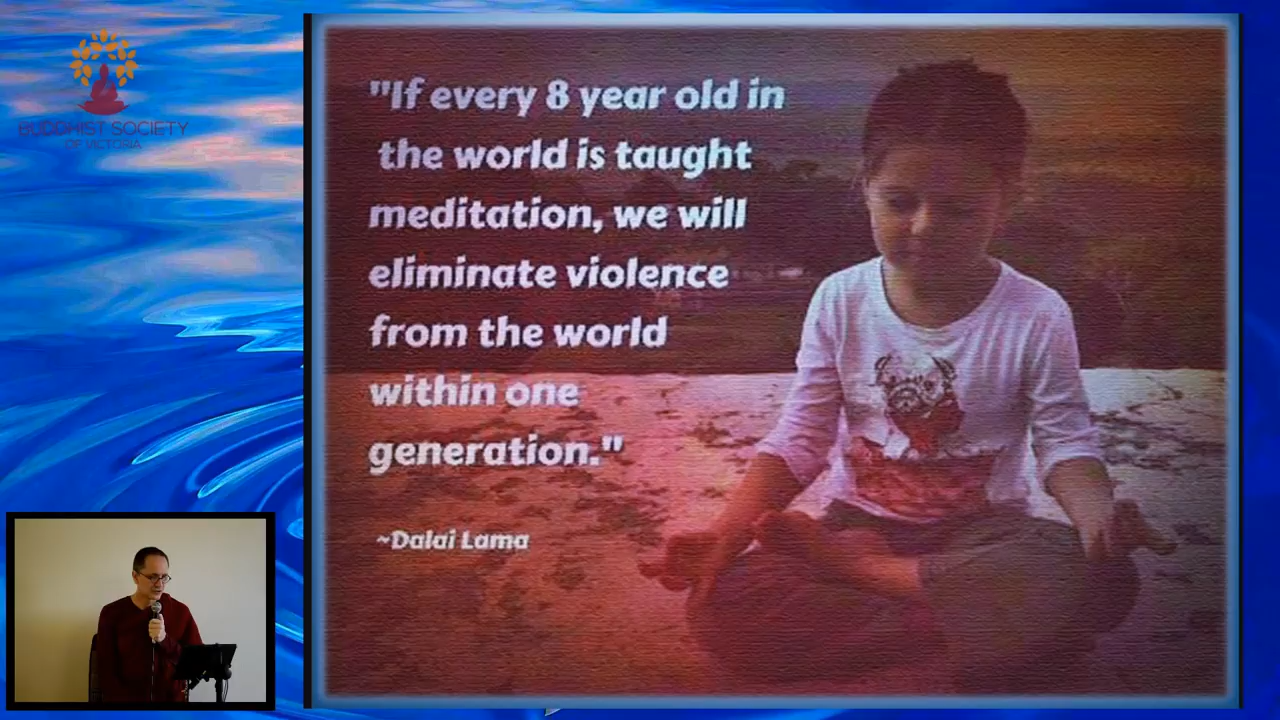 BUDDHIST SOCIETY
OF VICTORIA
"If every 8 year old in
the world is taught
meditation, we will
eliminate violence
from the world
within one
generation."
~Dalai Lama